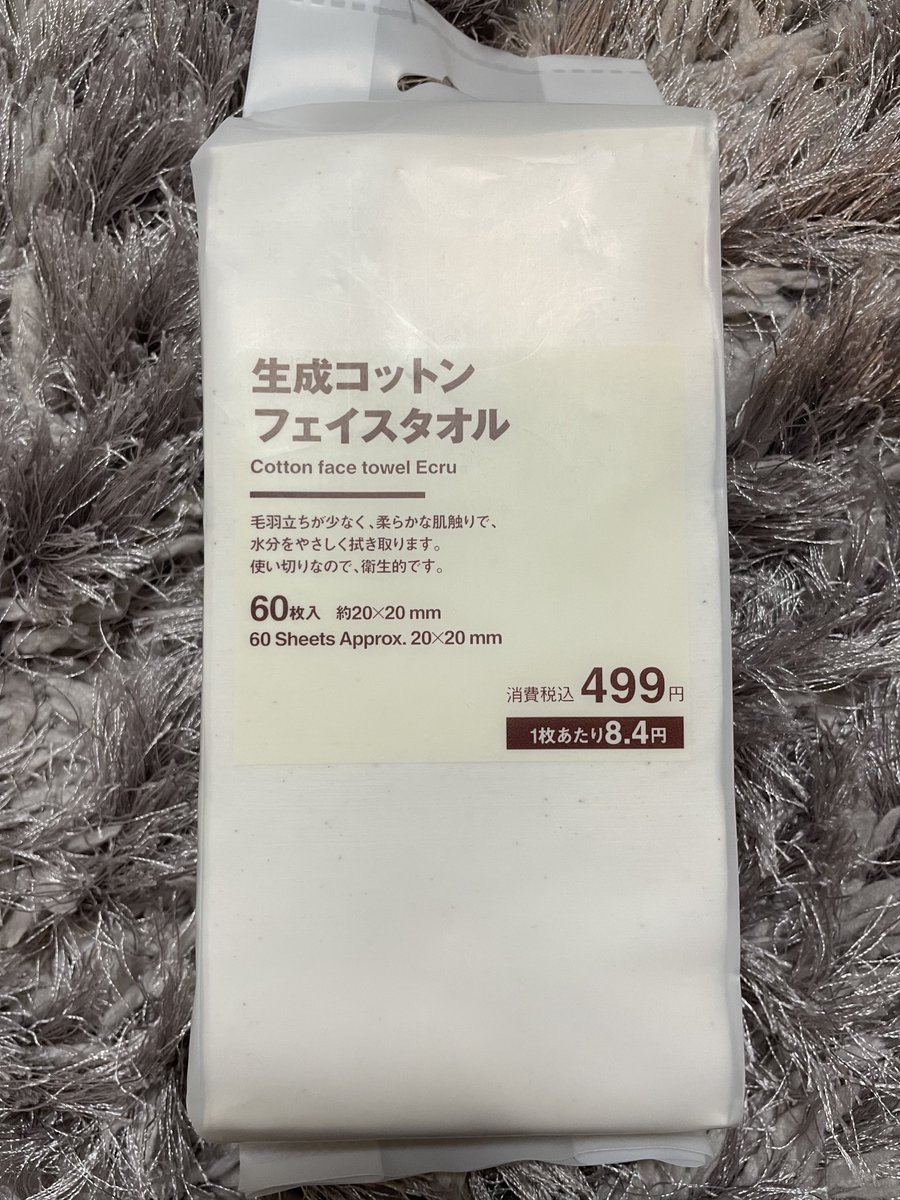 生成コットン
フェイスタオル
Cotton face towel Ecru
毛羽立ちが少なく、柔らかな肌触りで、
水分をやさしく拭き取ります。
使い切りなので、衛生的です。
60枚入 約20×20 mm
60 Sheets Approx. 20×20 mm
消費税込 499円
1枚あたり8.4円